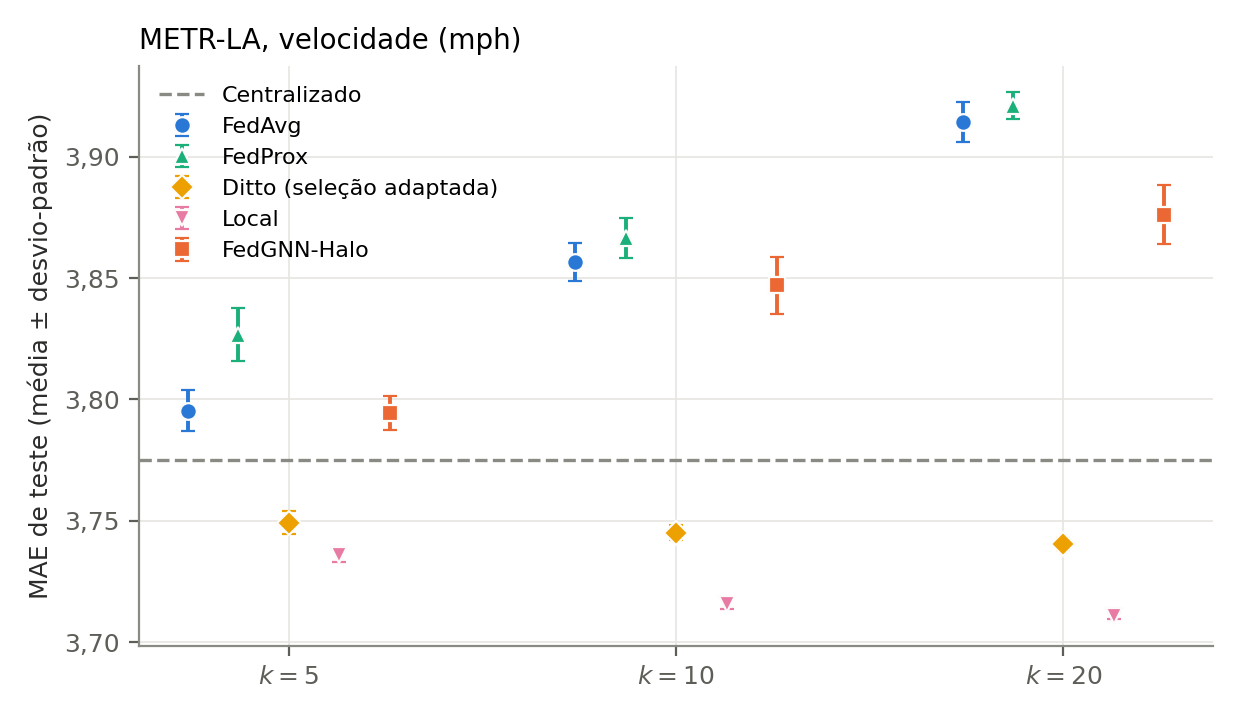 METR-LA, velocidade (mph)
Centralizado
FedAvg
FedProx
Ditto (seleção adaptada)
Local
FedGNN-Halo
MAE de teste (média ± desvio-padrão)
3,90
3,85
3,80
3,75
3,70
k = 5
k = 10
k = 20